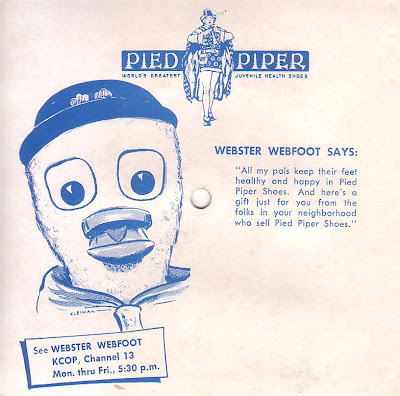 PIED PIPER
WORLD'S GREATEST JUVENILE HEALTH SHOES
WEBSTER WEBFOOT SAYS:
"All my pals keep their feet
healthy and happy in Pied
Piper Shoes. And here's a
gift just for you from the
folks in your neighborhood
who sell Pied Piper Shoes."
KLEIMAN
See WEBSTER WEBFOOT
KCOP, Channel 13
Mon. thru Fri., 5:30 p.m.